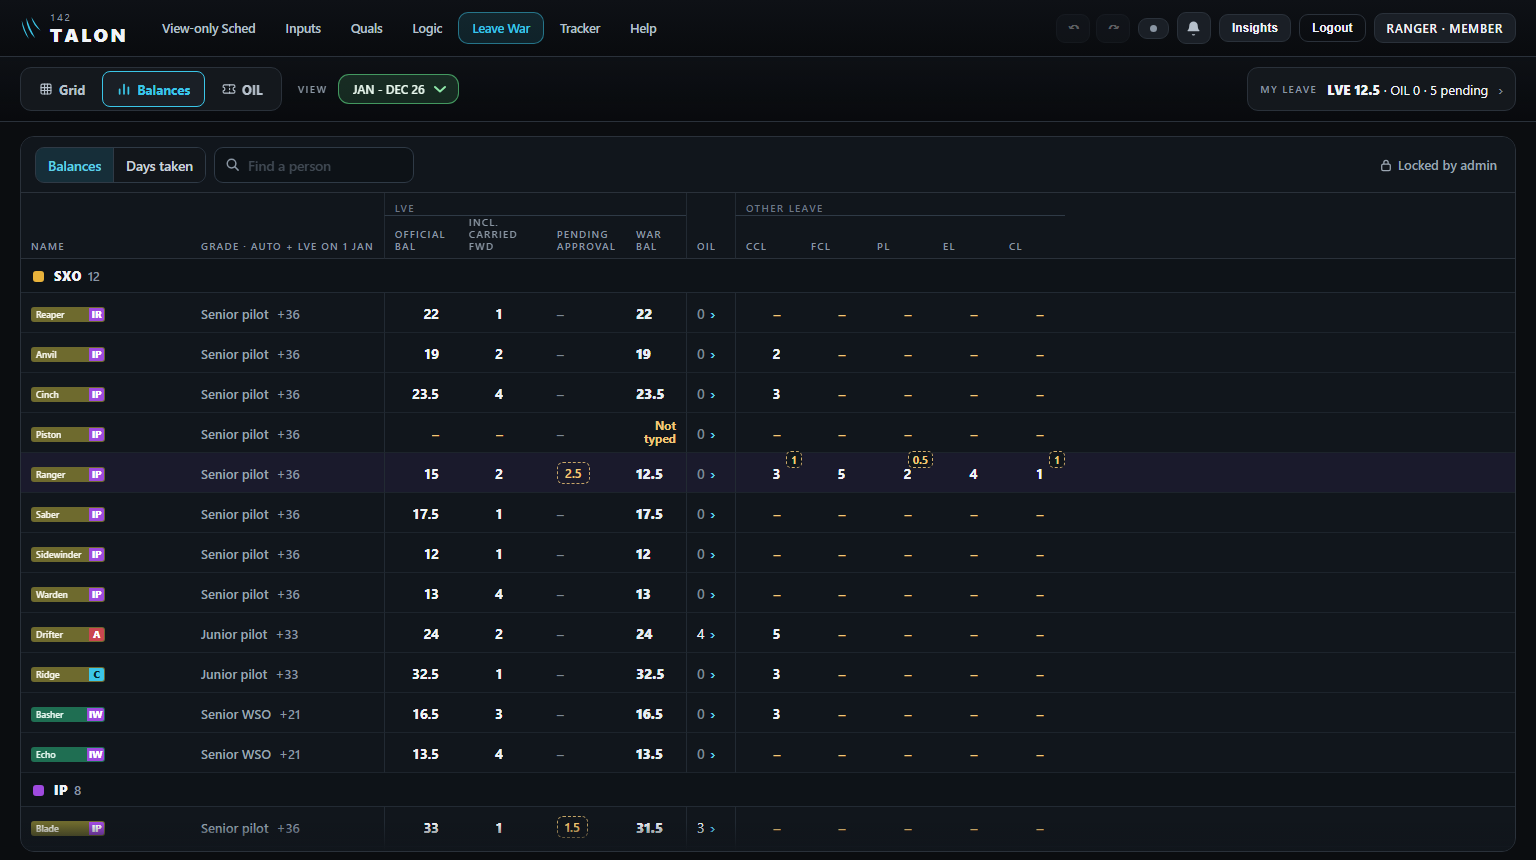 142
TALON
View-only Sched
Inputs
Quals
Logic
Leave War
Tracker
Help
Insights
Logout
RANGER · MEMBER
Grid
Balances
OIL
VIEW
JAN - DEC 26
MY LEAVE LVE 12.5 · OIL 0 · 5 pending ›
Balances
Days taken
Find a person
Locked by admin
LVE
OTHER LEAVE
NAME
GRADE · AUTO + LVE ON 1 JAN
OFFICIAL BAL
INCL. CARRIED FWD
PENDING APPROVAL
WAR BAL
OIL
CCL
FCL
PL
EL
CL
SXO 12
Reaper IR Senior pilot +36 22 1 – 22 0 › – – – – –
Anvil IP Senior pilot +36 19 2 – 19 0 › 2 – – – –
Cinch IP Senior pilot +36 23.5 4 – 23.5 0 › 3 – – – –
Piston IP Senior pilot +36 – – – Not typed 0 › – – – – –
Ranger IP Senior pilot +36 15 2 2.5 12.5 0 › 3 1 5 2 0.5 4 1 1
Saber IP Senior pilot +36 17.5 1 – 17.5 0 › – – – – –
Sidewinder IP Senior pilot +36 12 1 – 12 0 › – – – – –
Warden IP Senior pilot +36 13 4 – 13 0 › – – – – –
Drifter A Junior pilot +33 24 2 – 24 4 › 5 – – – –
Ridge C Junior pilot +33 32.5 1 – 32.5 0 › 3 – – – –
Basher IW Senior WSO +21 16.5 3 – 16.5 0 › 3 – – – –
Echo IW Senior WSO +21 13.5 4 – 13.5 0 › – – – – –
IP 8
Blade IP Senior pilot +36 33 1 1.5 31.5 3 › – – – – –